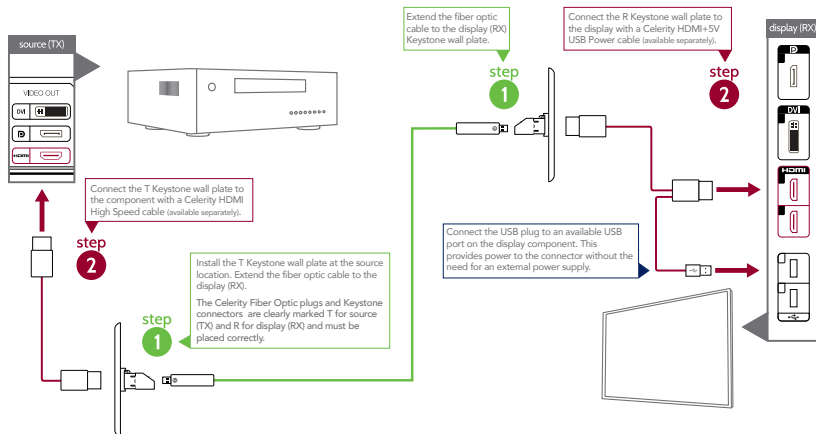 source (TX)
VIDEO OUT
DVI
HDMI
Extend the fiber optic
cable to the display (RX)
Keystone wall plate.
step
1
Connect the R Keystone wall plate to
the display with a Celerity HDMI+5V
USB Power cable (available separately).
step
2
display (RX)
DVI
HDMI
Connect the T Keystone wall plate to
the component with a Celerity HDMI
High Speed cable (available separately).
step
2
Connect the USB plug to an available USB
port on the display component. This
provides power to the connector without the
need for an external power supply.
Install the T Keystone wall plate at the source
location. Extend the fiber optic cable to the
display (RX).
The Celerity Fiber Optic plugs and Keystone
connectors are clearly marked T for source
(TX) and R for display (RX) and must be
placed correctly.
step
1